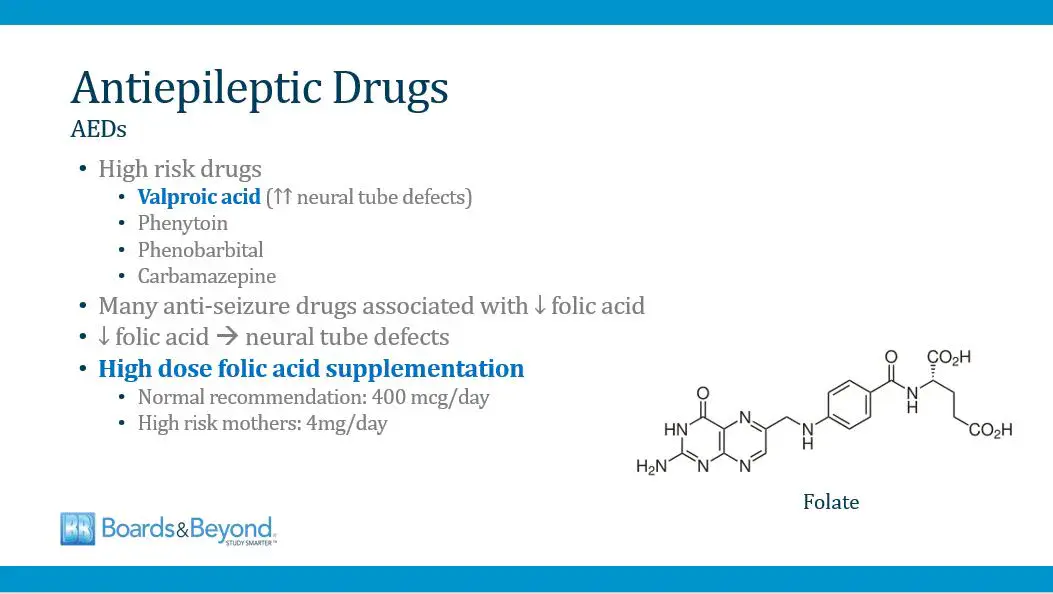 Antiepileptic Drugs
AEDs
• High risk drugs
• Valproic acid (↑↑ neural tube defects)
• Phenytoin
• Phenobarbital
• Carbamazepine
• Many anti-seizure drugs associated with ↓ folic acid
• ↓ folic acid → neural tube defects
• High dose folic acid supplementation
• Normal recommendation: 400 mcg/day
• High risk mothers: 4mg/day
O
HN
H₂N
N
N
N
N
H
O
N
H
CO₂H
CO₂H
Folate
BB Boards&Beyond.
STUDY SMARTER™